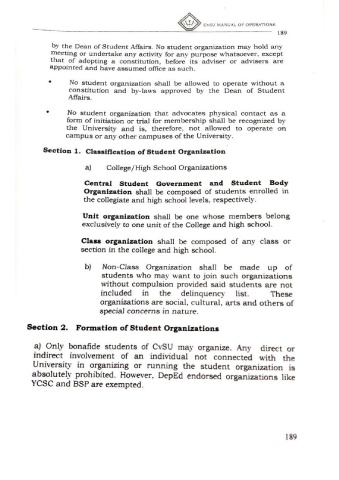 CvSU MANUAL OF OPERATIONS
189
by the Dean of Student Affairs. No student organization may hold any
meeting or undertake any activity for any purpose whatsoever, except
that of adopting a constitution, before its adviser or advisers are
appointed and have assumed office as such.
• No student organization shall be allowed to operate without a
constitution and by-laws approved by the Dean of Student
Affairs.
• No student organization that advocates physical contact as a
form of initiation or trial for membership shall be recognized by
the University and is, therefore, not allowed to operate on
campus or any other campuses of the University.
Section 1. Classification of Student Organization
a) College/High School Organizations
Central Student Government and Student Body
Organization shall be composed of students enrolled in
the collegiate and high school levels, respectively.
Unit organization shall be one whose members belong
exclusively to one unit of the College and high school.
Class organization shall be composed of any class or
section in the college and high school.
b) Non-Class Organization shall be made up of
students who may want to join such organizations
without compulsion provided said students are not
included in the delinquency list. These
organizations are social, cultural, arts and others of
special concerns in nature.
Section 2. Formation of Student Organizations
a) Only bonafide students of CvSU may organize. Any direct or
indirect involvement of an individual not connected with the
University in organizing or running the student organization is
absolutely prohibited. However, DepEd endorsed organizations like
YCSC and BSP are exempted.
189